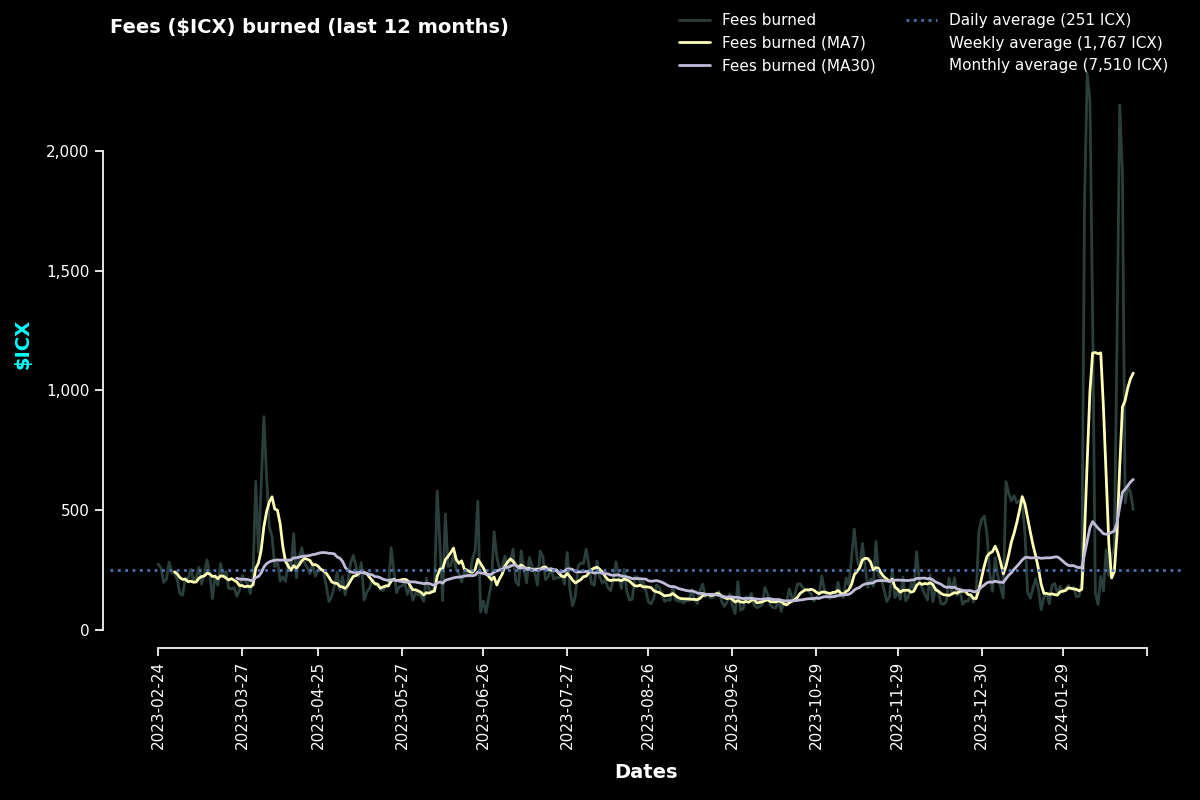 Fees ($ICX) burned (last 12 months)
Fees burned
Fees burned (MA7)
Fees burned (MA30)
Daily average (251 ICX)
Weekly average (1,767 ICX)
Monthly average (7,510 ICX)
2,000
1,500
1,000
500
0
$ICX
2023-02-24
2023-03-27
2023-04-25
2023-05-27
2023-06-26
2023-07-27
2023-08-26
2023-09-26
2023-10-29
2023-11-29
2023-12-30
2024-01-29
Dates